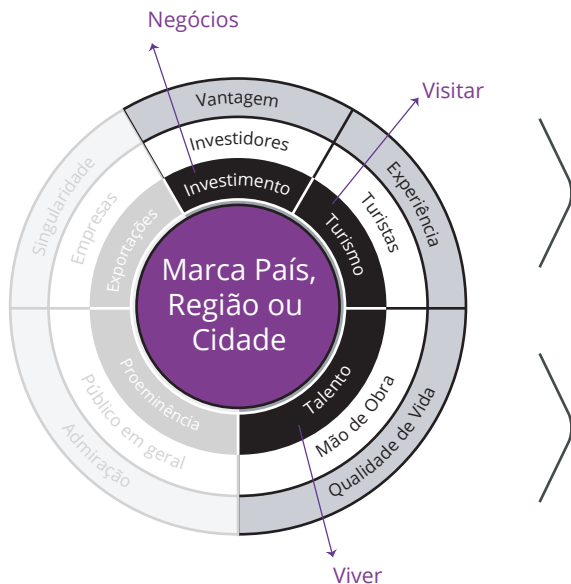 Negócios
Visitar
Vantagem
Investidores
Investimento
Experiência
Turistas
Turismo
Singularidade
Empresas
Exportações
Marca País,
Região ou
Cidade
Proeminência
Público em geral
Admiração
Talento
Mão de Obra
Qualidade de Vida
Viver